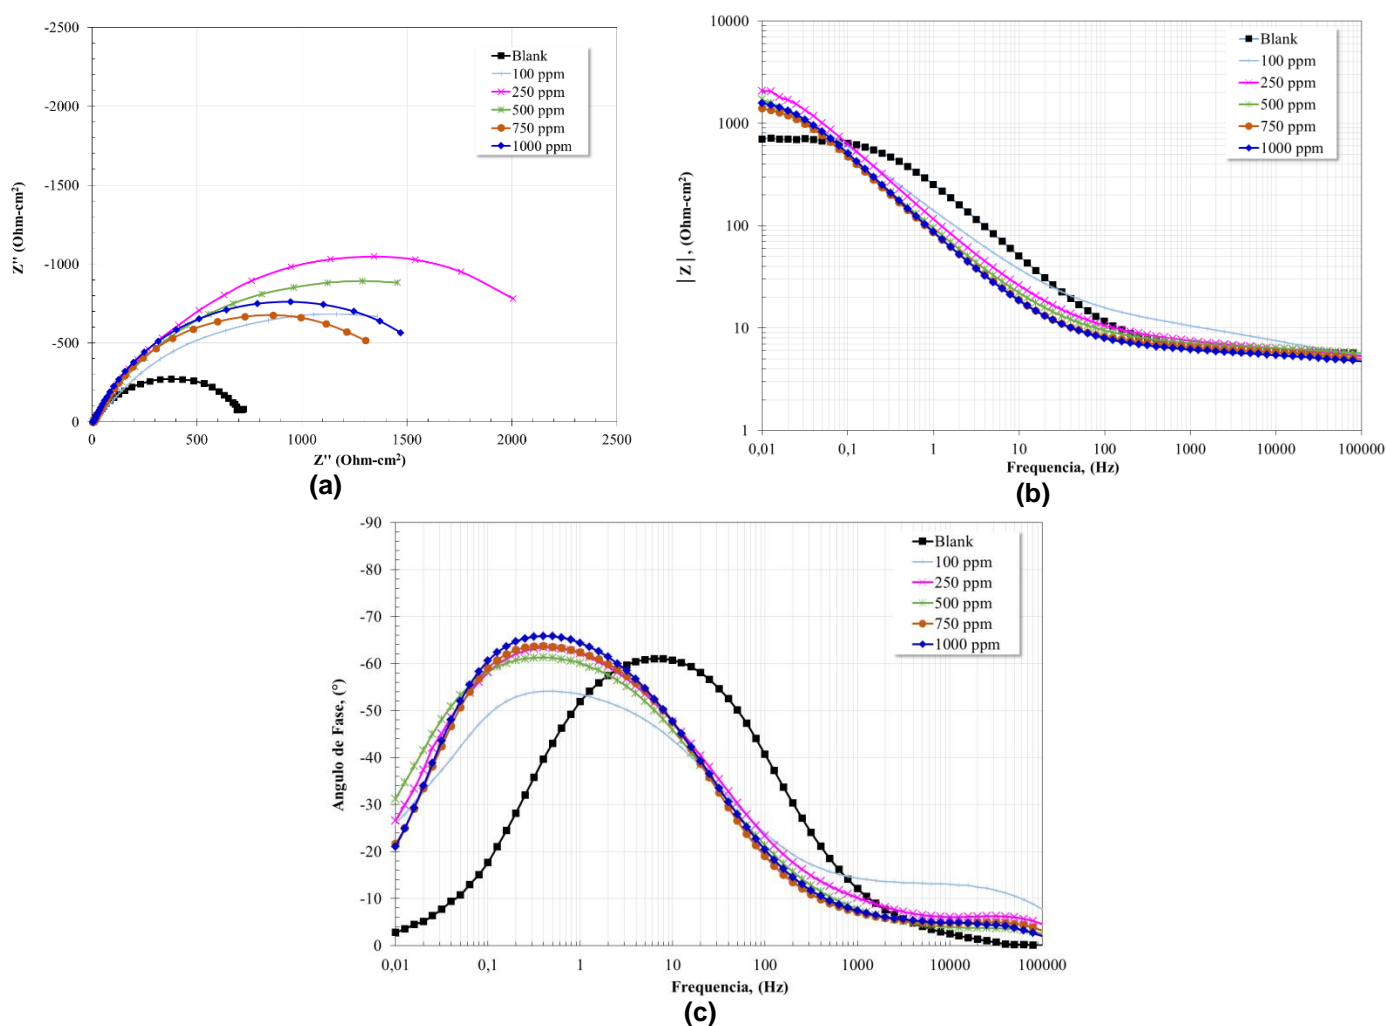 -2500
-2000
-1500
-1000
-500
0
Z'' (Ohm-cm²)
Blank
100 ppm
250 ppm
500 ppm
750 ppm
1000 ppm
0 500 1000 1500 2000 2500
Z'' (Ohm-cm²)
(a)
10000
1000
100
10
1
|Z|, (Ohm-cm²)
Blank
100 ppm
250 ppm
500 ppm
750 ppm
1000 ppm
0,01 0,1 1 10 100 1000 10000 100000
Frequencia, (Hz)
(b)
-90
-80
-70
-60
-50
-40
-30
-20
-10
0
Angulo de Fase, (°)
Blank
100 ppm
250 ppm
500 ppm
750 ppm
1000 ppm
0,01 0,1 1 10 100 1000 10000 100000
Frequencia, (Hz)
(c)